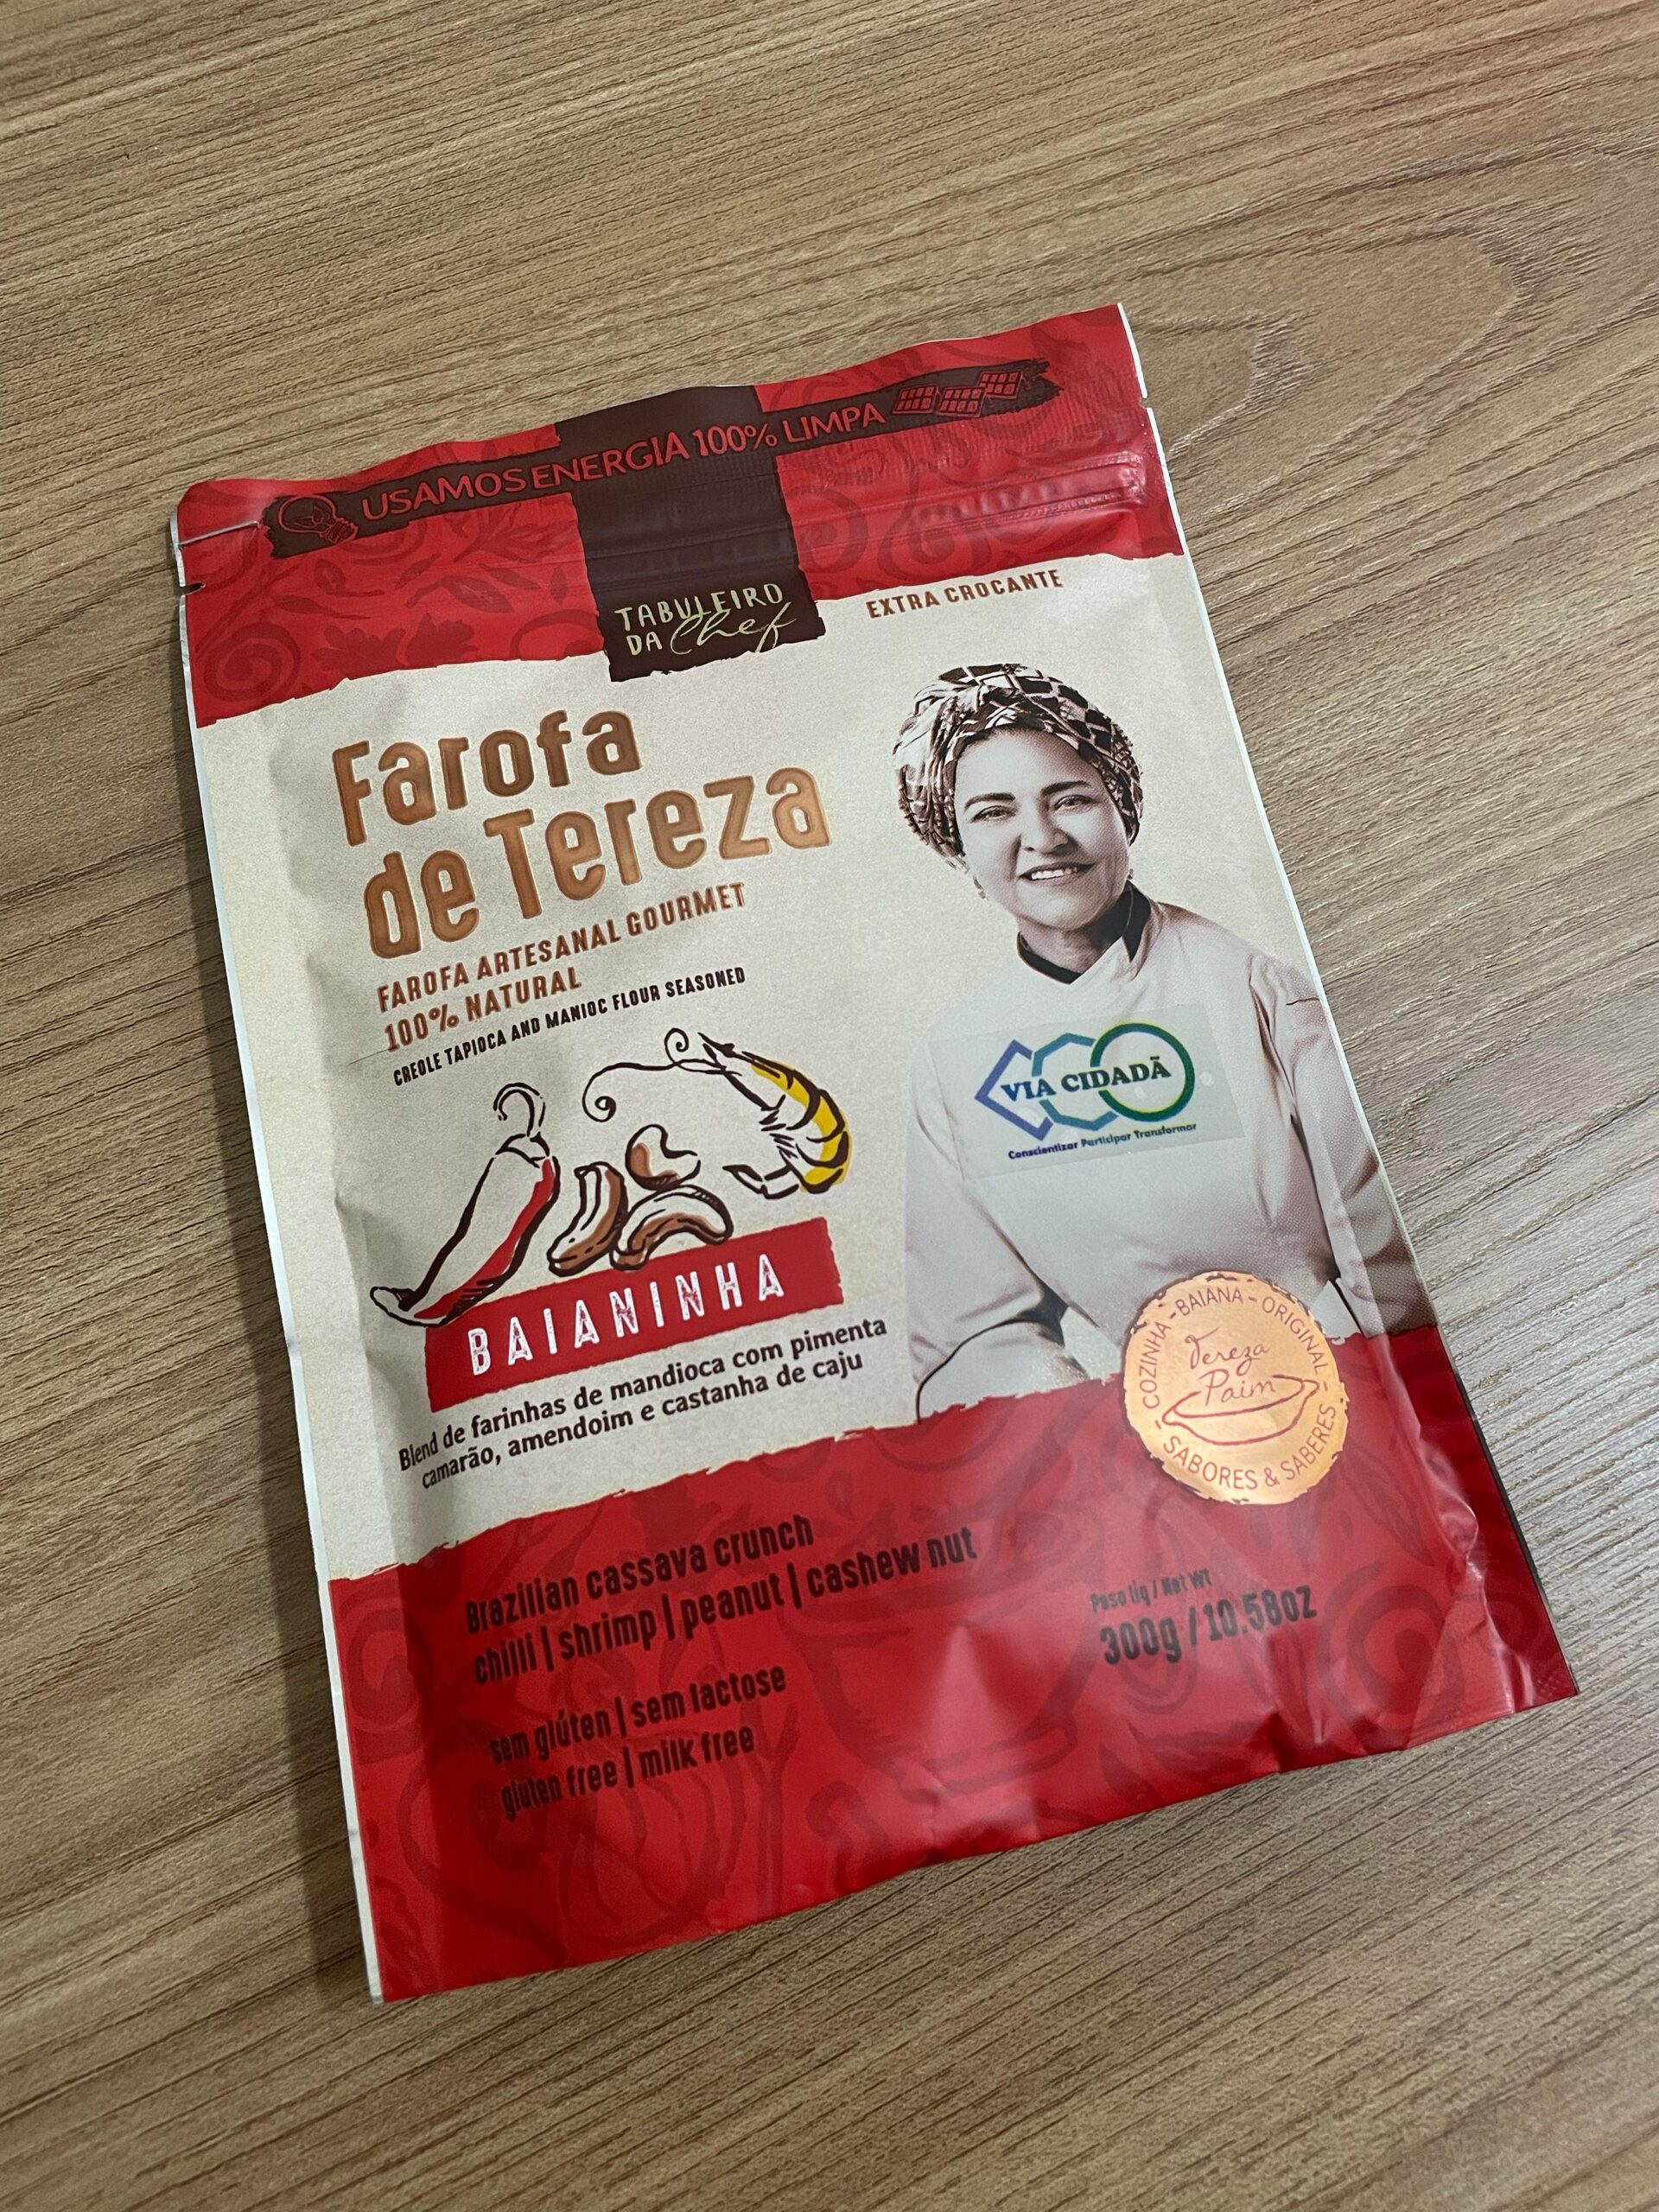 USAMOS ENERGIA 100% LIMPA
TABULEIRO
DA Chef
EXTRA CROCANTE
Farofa
de Tereza
FAROFA ARTESANAL GOURMET
100% NATURAL
CREOLE TAPIOCA AND MANIOC FLOUR SEASONED
VIA CIDADÃ
Conscientizar Participar Transformar
BAIANINHA
Blend de farinhas de mandioca com pimenta
camarão, amendoim e castanha de caju
COZINHA - BAIANA - ORIGINAL -
Tereza
Paim
SABORES & SABERES
Brazilian cassava crunch
chilli | shrimp | peanut | cashew nut
Peso liq / Net Wt
300g / 10.58oz
sem glúten | sem lactose
gluten free | milk free